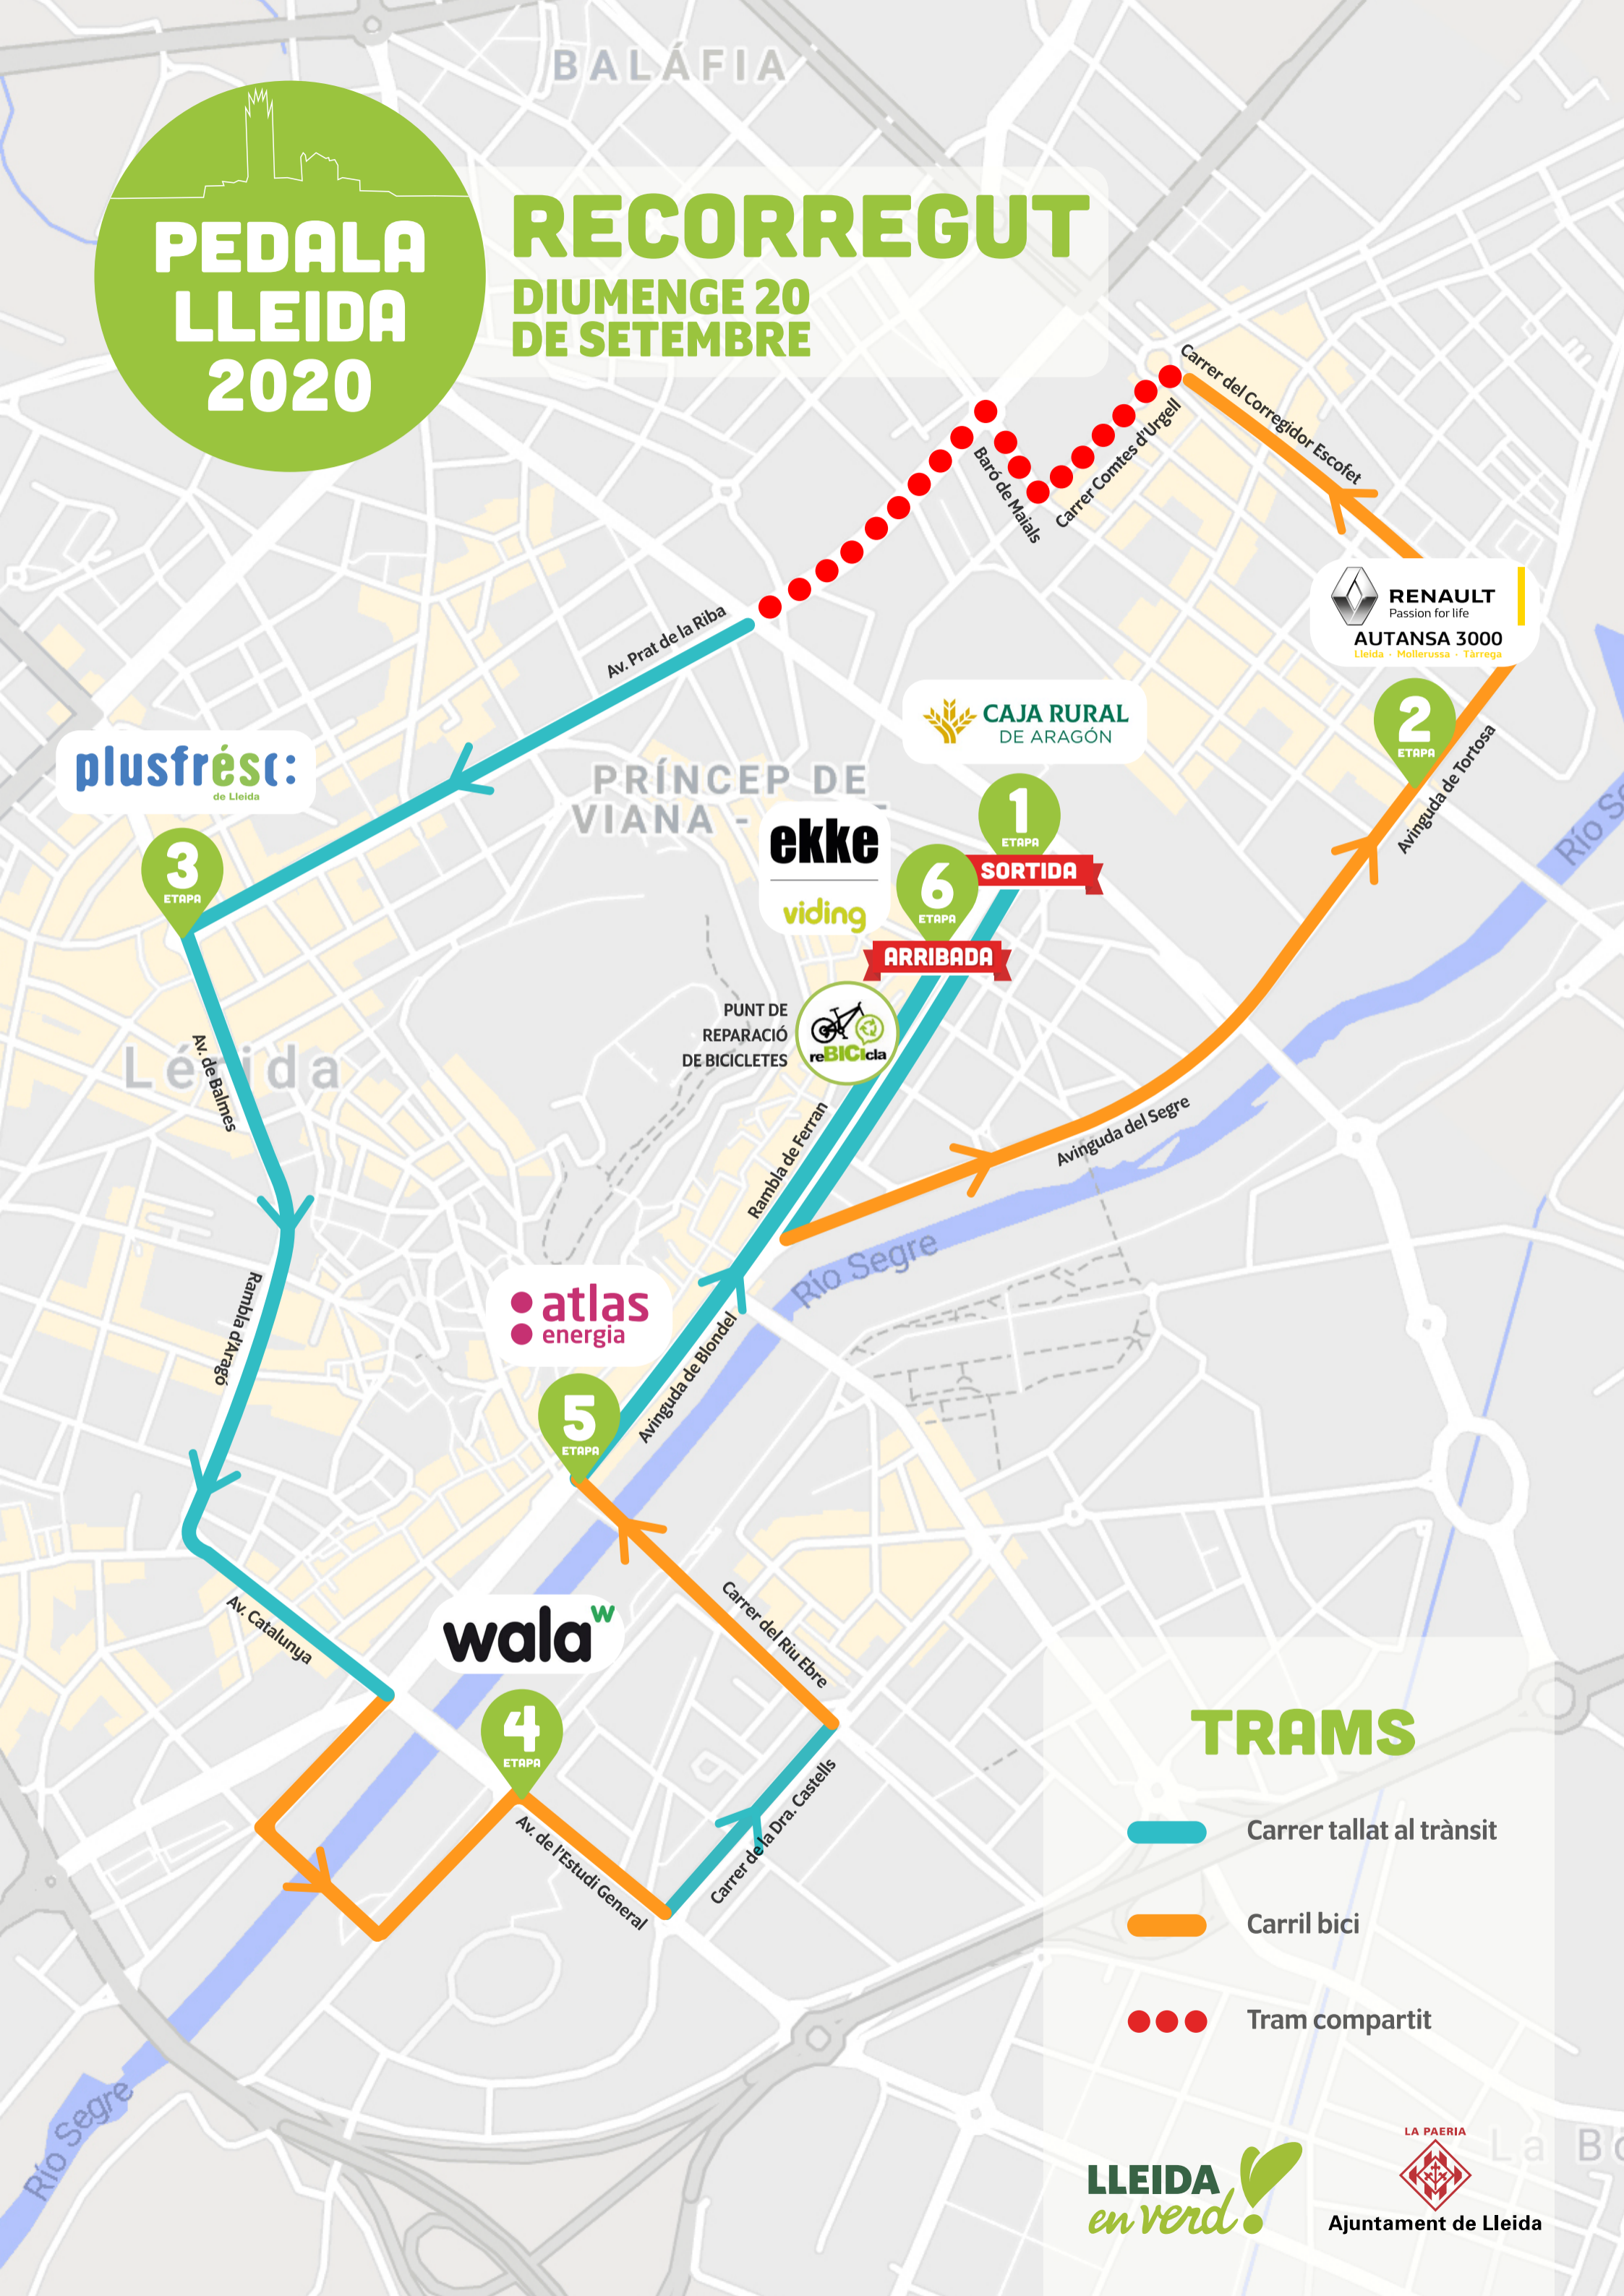 BALÁFIA
PEDALA
LLEIDA
2020
RECORREGUT
DIUMENGE 20
DE SETEMBRE
Carrer del Corregidor Escofet
Carrer Comtes d'Urgell
Baró de Maials
Av. Prat de la Riba
RENAULT
Passion for life
AUTANSA 3000
Lleida · Mollerussa · Tàrrega
2
ETAPA
Avinguda de Tortosa
CAJA RURAL
DE ARAGÓN
1
ETAPA
SORTIDA
PRÍNCEP DE
VIANA -
ekke
viding
6
ETAPA
ARRIBADA
plusfrésc:
de Lleida
3
ETAPA
PUNT DE
REPARACIÓ
DE BICICLETES
reBICIcla
Lérida
Av. de Balmes
Rambla de Ferran
Avinguda del Segre
Río Segre
Rambla d'Aragó
atlas
energia
Avinguda de Blondel
5
ETAPA
Av. Catalunya
wala w
Carrer del Riu Ebre
4
ETAPA
Av. de l'Estudi General
Carrer de la Dra. Castells
Río Segre
TRAMS
Carrer tallat al trànsit
Carril bici
Tram compartit
LLEIDA
en verd!
LA PAERIA
Ajuntament de Lleida